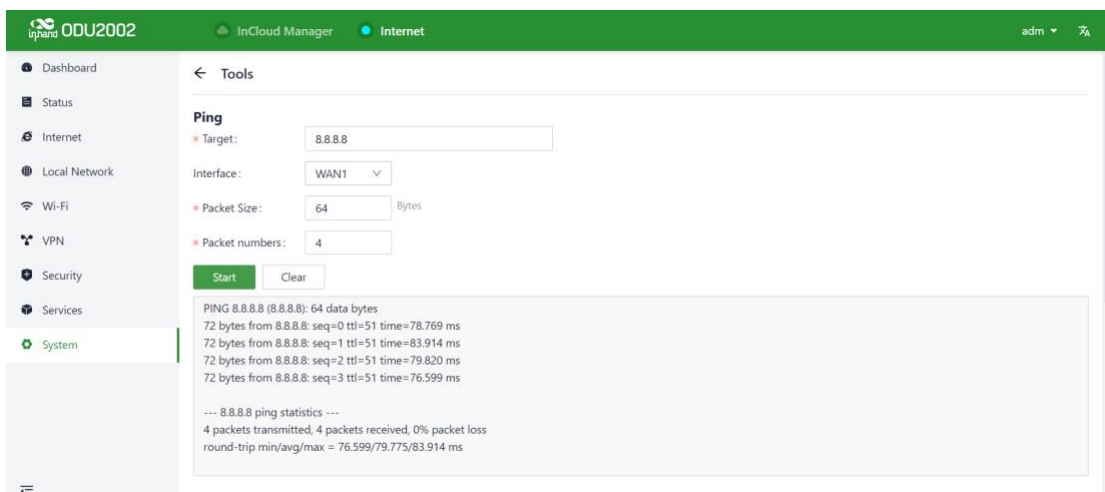 inhand ODU2002
InCloud Manager
Internet
adm
Dashboard
Status
Internet
Local Network
Wi-Fi
VPN
Security
Services
System
Tools
Ping
* Target:
8.8.8.8
Interface:
WAN1
* Packet Size:
64
Bytes
* Packet numbers:
4
Start
Clear
PING 8.8.8.8 (8.8.8.8): 64 data bytes
72 bytes from 8.8.8.8: seq=0 ttl=51 time=78.769 ms
72 bytes from 8.8.8.8: seq=1 ttl=51 time=83.914 ms
72 bytes from 8.8.8.8: seq=2 ttl=51 time=79.820 ms
72 bytes from 8.8.8.8: seq=3 ttl=51 time=76.599 ms
--- 8.8.8.8 ping statistics ---
4 packets transmitted, 4 packets received, 0% packet loss
round-trip min/avg/max = 76.599/79.775/83.914 ms